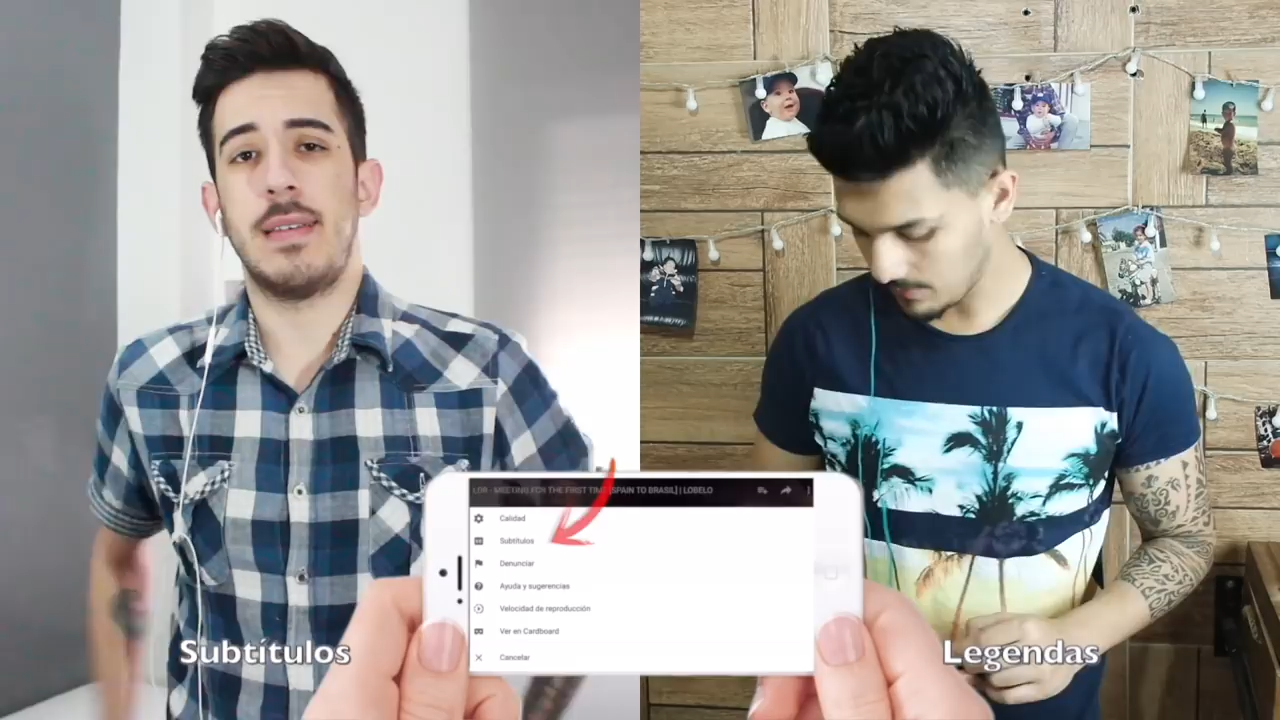 LDR - MEETING FOR THE FIRST TIME [SPAIN TO BRASIL] | LOBELO
Calidad
Subtítulos
Denunciar
Ayuda y sugerencias
Velocidad de reproducción
Ver en Cardboard
Cancelar
Subtítulos
Legendas